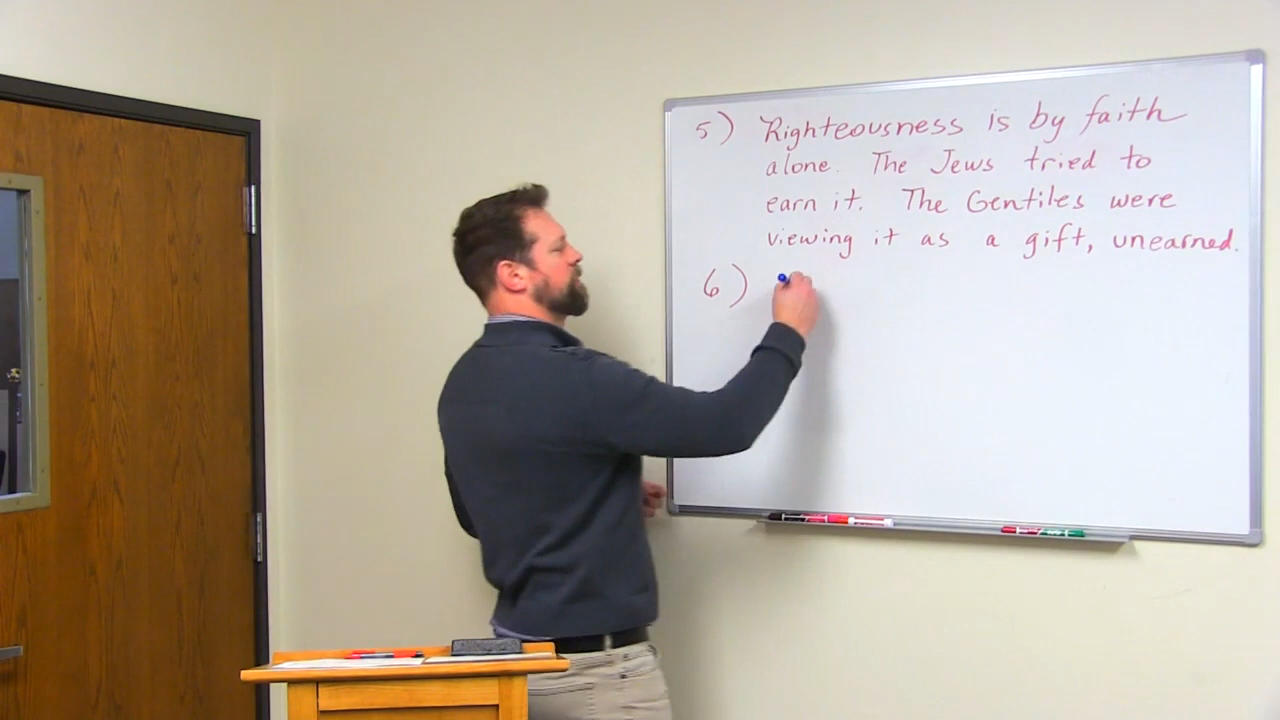 5) Righteousness is by faith
alone. The Jews tried to
earn it. The Gentiles were
viewing it as a gift, unearned.
6)